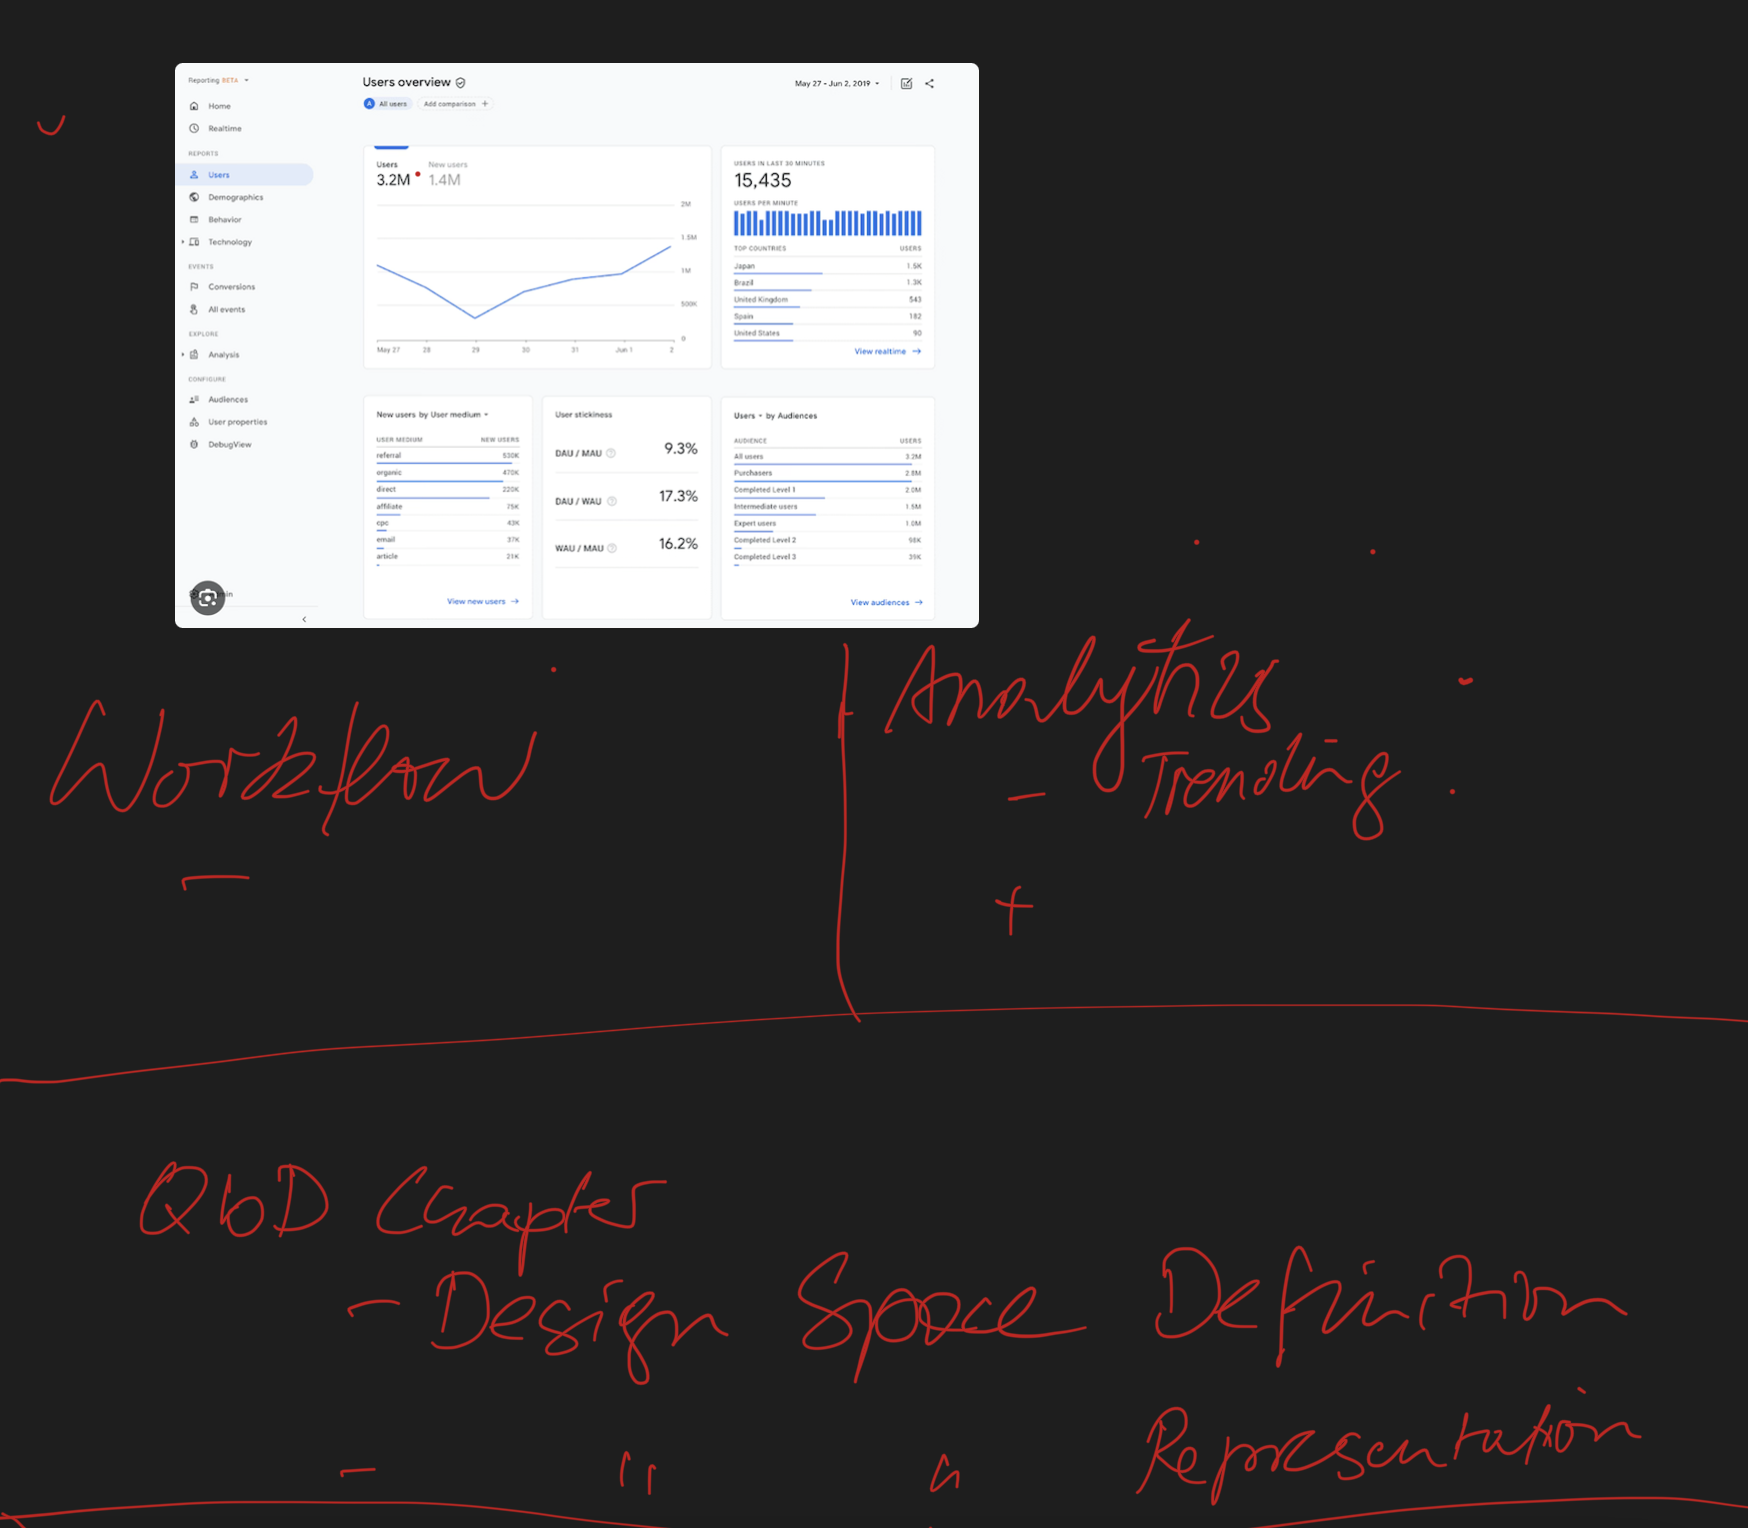 Reporting BETA
Users overview
May 27 - Jun 2, 2019
A All users
Add comparison +
Home
Realtime
REPORTS
Users
Demographics
Behavior
Technology
EVENTS
Conversions
All events
EXPLORE
Analysis
CONFIGURE
Audiences
User properties
DebugView
Users
3.2M
New users
1.4M
2M
1.5M
1M
500K
0
May 27 28 29 30 31 Jun 1 2
USERS IN LAST 30 MINUTES
15,435
USERS PER MINUTE
TOP COUNTRIES USERS
Japan 1.5K
Brazil 1.3K
United Kingdom 543
Spain 182
United States 90
View realtime →
New users by User medium
USER MEDIUM NEW USERS
referral 530K
organic 470K
direct 220K
affiliate 75K
cpc 43K
email 37K
article 21K
View new users →
User stickiness
DAU / MAU 9.3%
DAU / WAU 17.3%
WAU / MAU 16.2%
Users by Audiences
AUDIENCE USERS
All users 3.2M
Purchasers 2.8M
Completed Level 1 2.0M
Intermediate users 1.5M
Expert users 1.0M
Completed Level 2 98K
Completed Level 3 39K
View audiences →
Workflow
-
Analytics
- Trending
+
QbD Chapter
- Design Space Definition
- " " Representation